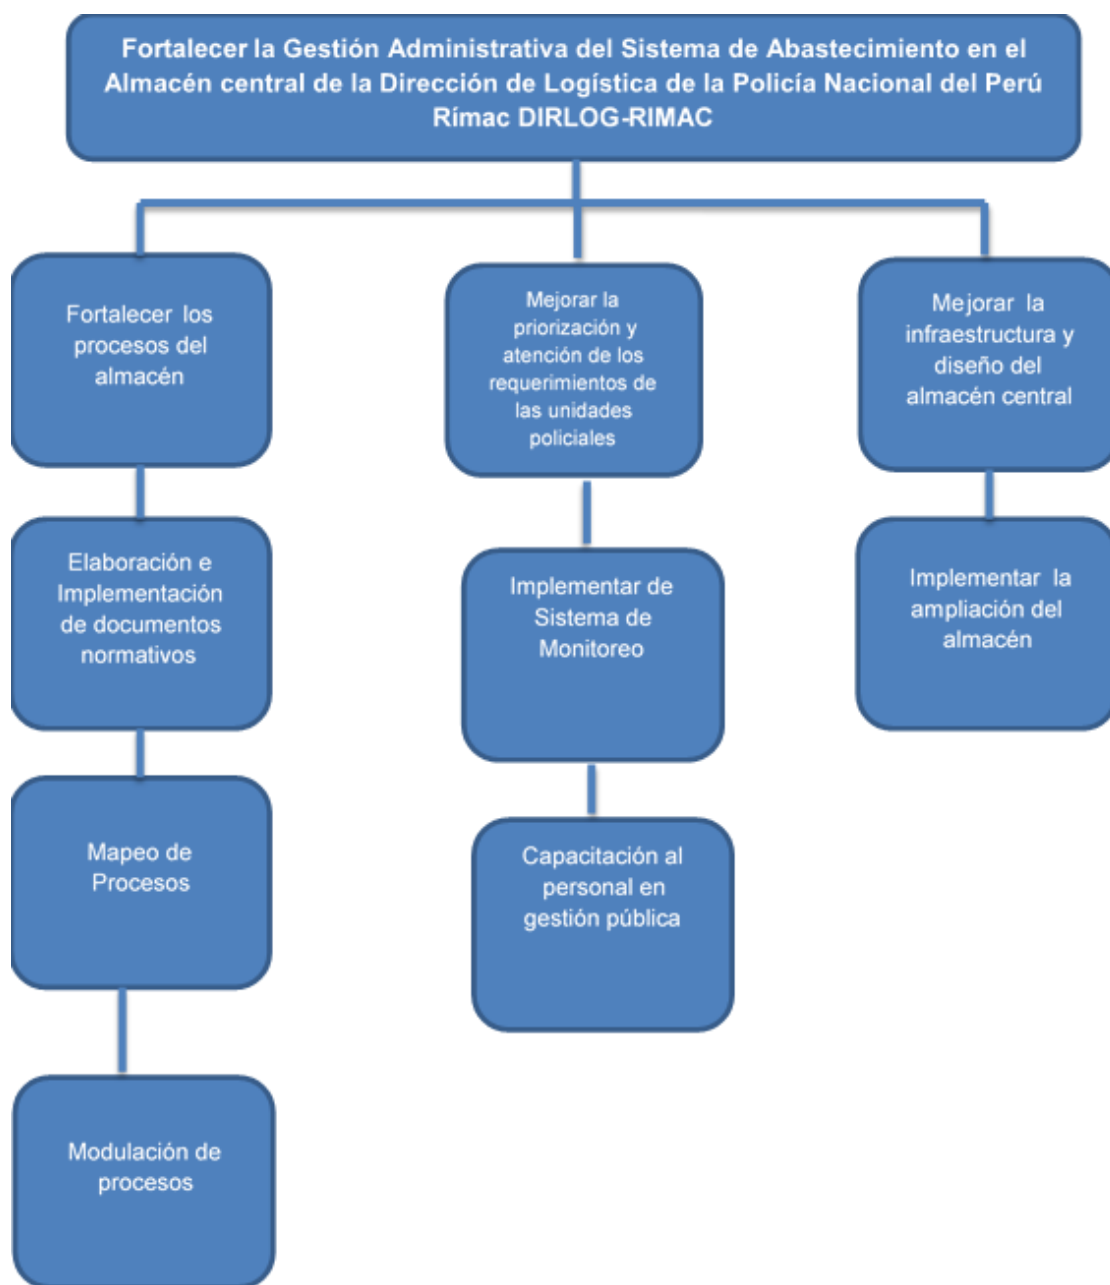 Fortalecer la Gestión Administrativa del Sistema de Abastecimiento en el
Almacén central de la Dirección de Logística de la Policía Nacional del Perú
Rímac DIRLOG-RIMAC
Fortalecer los
procesos del
almacén
Mejorar la
priorización y
atención de los
requerimientos de
las unidades
policiales
Mejorar la
infraestructura y
diseño del
almacén central
Elaboración e
Implementación
de documentos
normativos
Implementar de
Sistema de
Monitoreo
Implementar la
ampliación del
almacén
Mapeo de
Procesos
Capacitación al
personal en
gestión pública
Modulación de
procesos